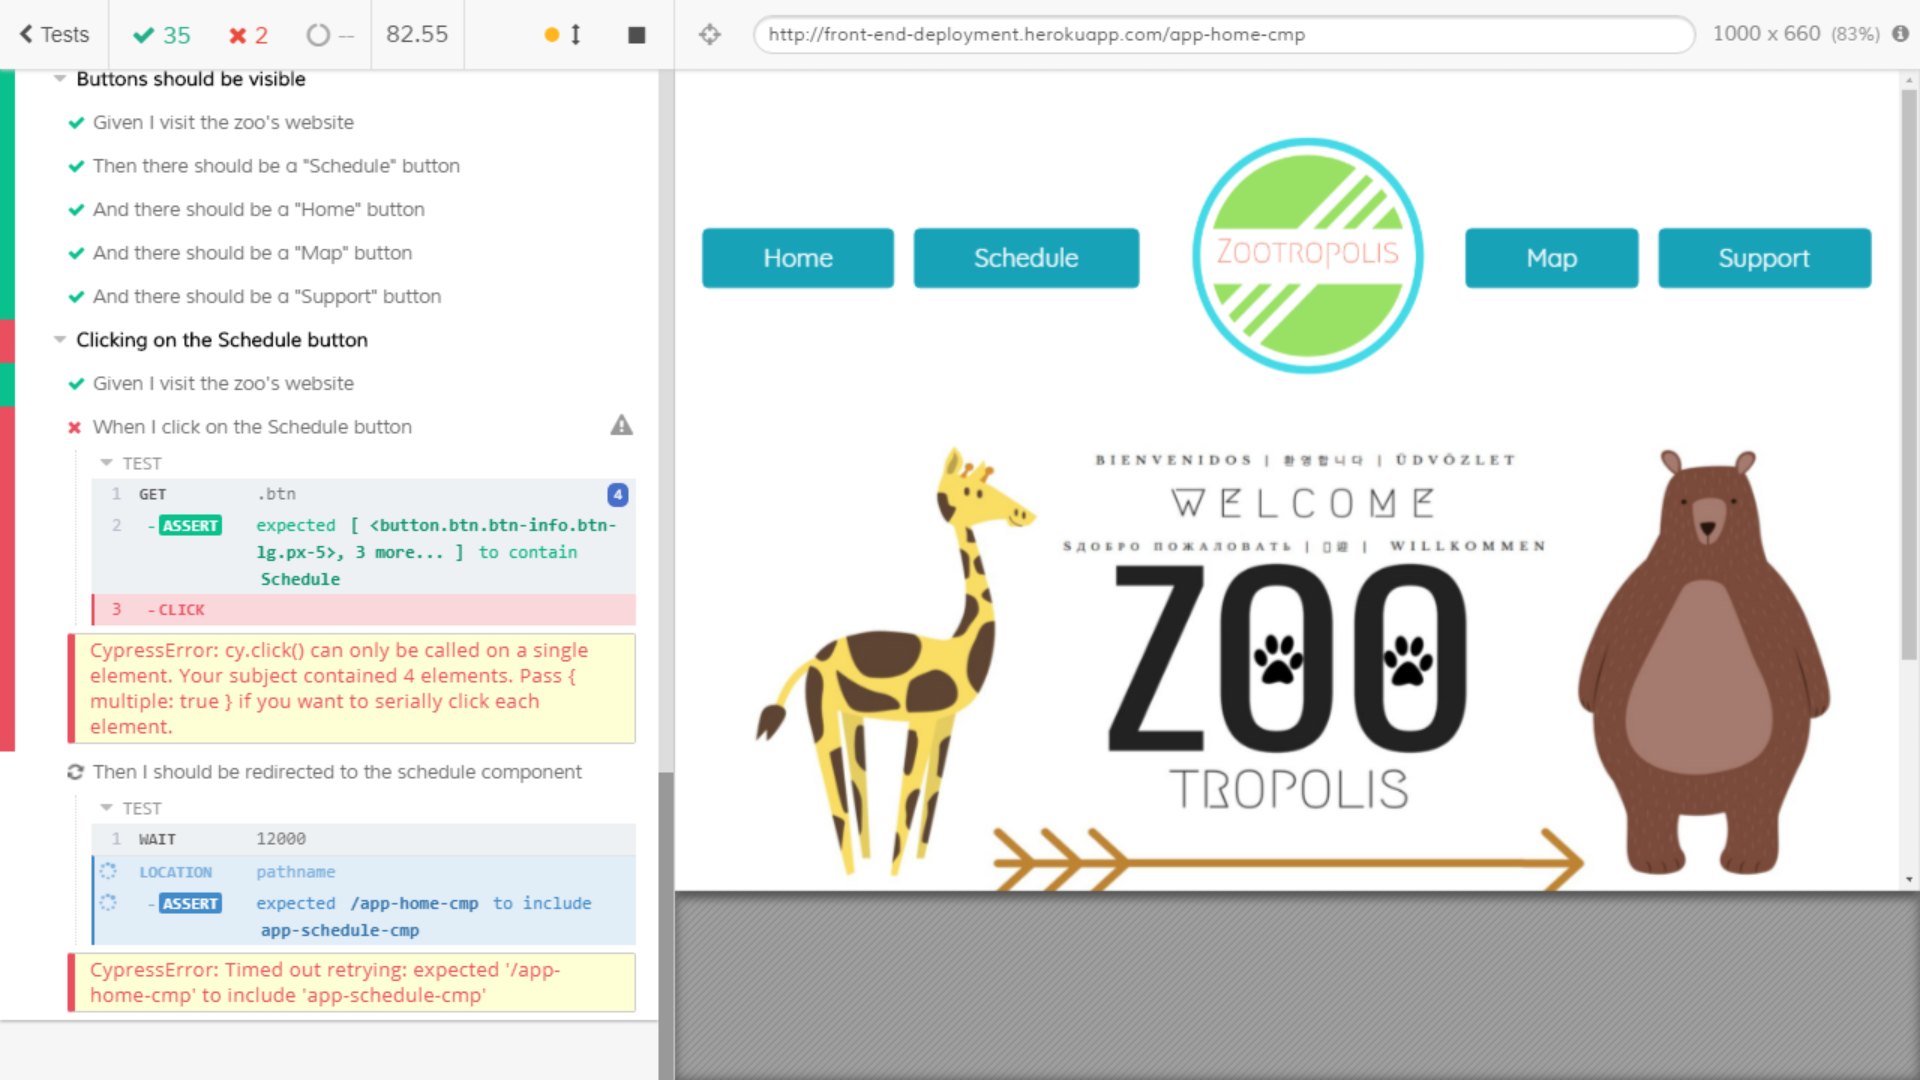 Tests 35 2 -- 82.55 http://front-end-deployment.herokuapp.com/app-home-cmp 1000 x 660 (83%)
Buttons should be visible
Given I visit the zoo's website
Then there should be a "Schedule" button
And there should be a "Home" button
And there should be a "Map" button
And there should be a "Support" button
Clicking on the Schedule button
Given I visit the zoo's website
When I click on the Schedule button
TEST
1 GET .btn 4
2 -ASSERT expected [ <button.btn.btn-info.btn-
lg.px-5>, 3 more... ] to contain
Schedule
3 -CLICK
CypressError: cy.click() can only be called on a single
element. Your subject contained 4 elements. Pass {
multiple: true } if you want to serially click each
element.
Then I should be redirected to the schedule component
TEST
1 WAIT 12000
LOCATION pathname
-ASSERT expected /app-home-cmp to include
app-schedule-cmp
CypressError: Timed out retrying: expected '/app-
home-cmp' to include 'app-schedule-cmp'
Home Schedule ZOOTROPOLIS Map Support
BIENVENIDOS | 환영합니다 | ÜDVÖZLET
WELCOME
SДОБРО ПОЖАЛОВАТЬ | 迎 | WILLKOMMEN
ZOO
TROPOLIS